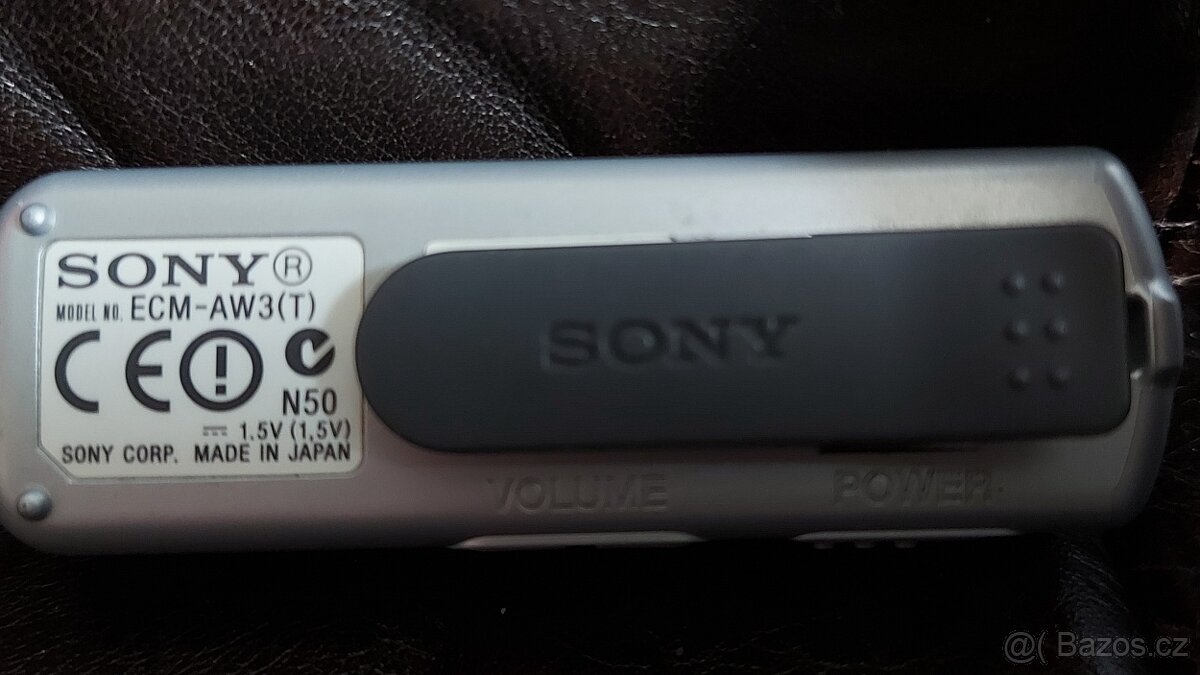 SONY®
MODEL NO. ECM-AW3(T)
CE
N50
1.5V (1,5V)
SONY CORP. MADE IN JAPAN
SONY
VOLUME
POWER
@( Bazos.cz